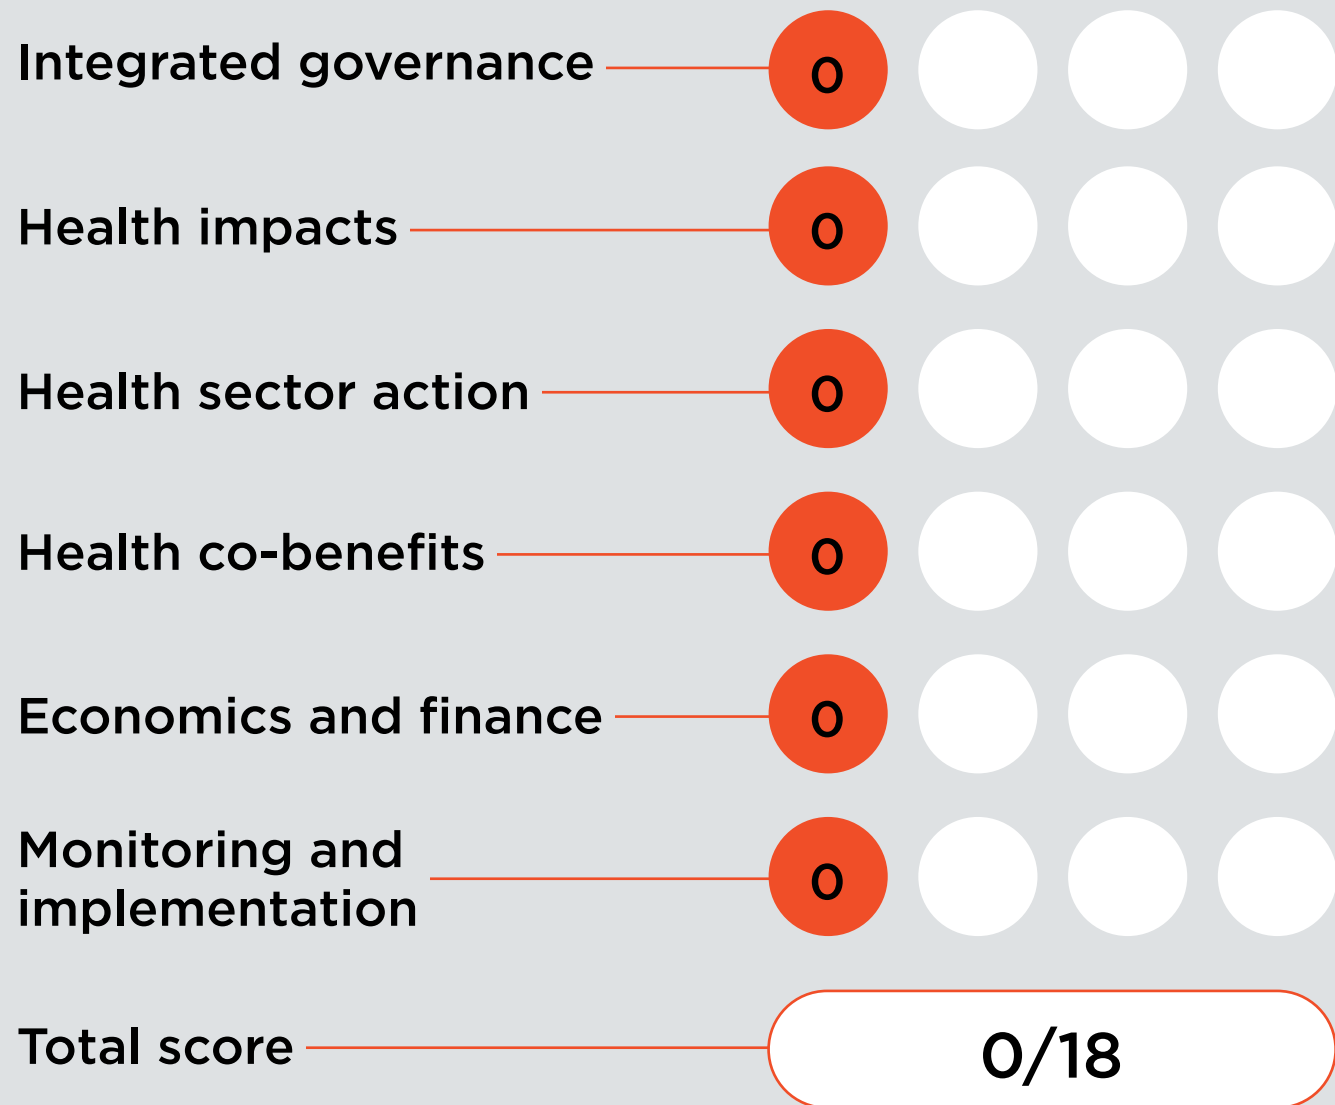 Integrated governance 0
Health impacts 0
Health sector action 0
Health co-benefits 0
Economics and finance 0
Monitoring and
implementation 0
Total score 0/18